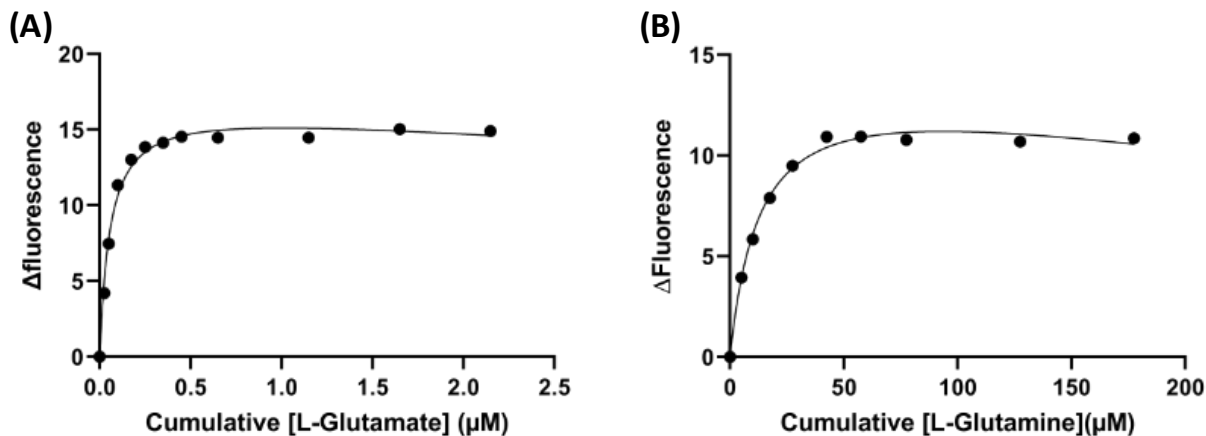 (A)
(B)
20
15
10
5
0
Δfluorescence
0.0 0.5 1.0 1.5 2.0 2.5
Cumulative [L-Glutamate] (µM)
15
10
5
0
ΔFluorescence
0 50 100 150 200
Cumulative [L-Glutamine](µM)